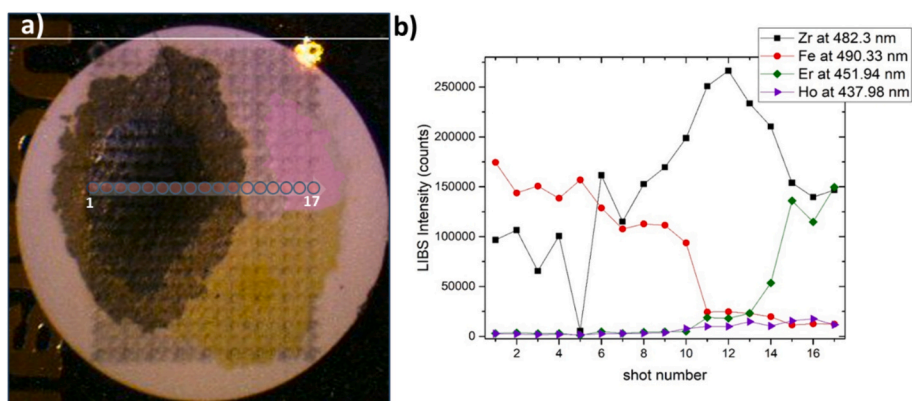 a)
1
17
b)
Zr at 482.3 nm
Fe at 490.33 nm
Er at 451.94 nm
Ho at 437.98 nm
LIBS Intensity (counts)
250000
200000
150000
100000
50000
0
2 4 6 8 10 12 14 16
shot number